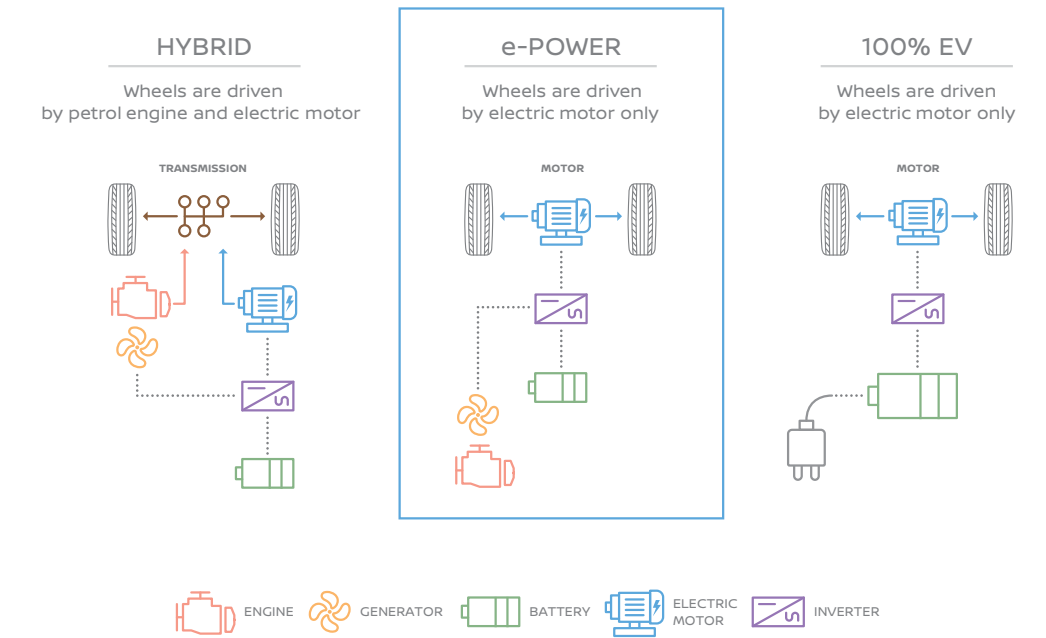 HYBRID
Wheels are driven
by petrol engine and electric motor
TRANSMISSION
e-POWER
Wheels are driven
by electric motor only
MOTOR
100% EV
Wheels are driven
by electric motor only
MOTOR
ENGINE
GENERATOR
BATTERY
ELECTRIC
MOTOR
INVERTER